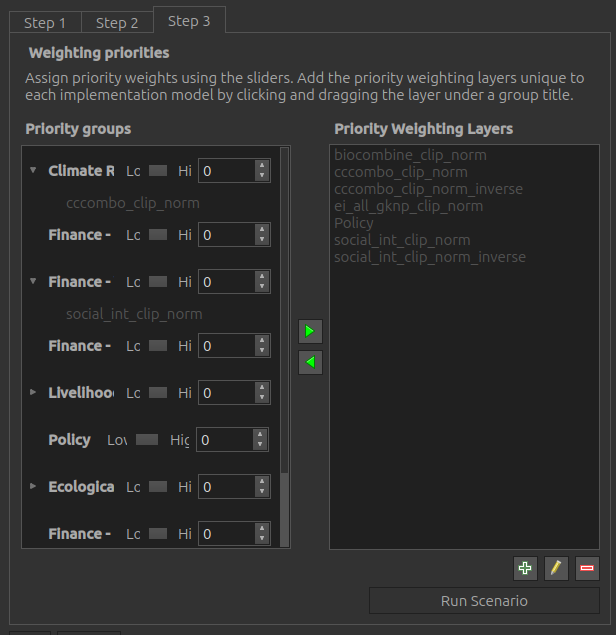 Step 1 Step 2 Step 3
Weighting priorities
Assign priority weights using the sliders. Add the priority weighting layers unique to
each implementation model by clicking and dragging the layer under a group title.
Priority groups
Climate R Lo Hi 0
cccombo_clip_norm
Finance - Lo Hi 0
Finance - Lo Hi 0
social_int_clip_norm
Finance - Lo Hi 0
Livelihoo Lo Hi 0
Policy Lov Hig 0
Ecologica Lo Hi 0
Finance - Lo Hi 0
Priority Weighting Layers
biocombine_clip_norm
cccombo_clip_norm
cccombo_clip_norm_inverse
ei_all_gknp_clip_norm
Policy
social_int_clip_norm
social_int_clip_norm_inverse
Run Scenario